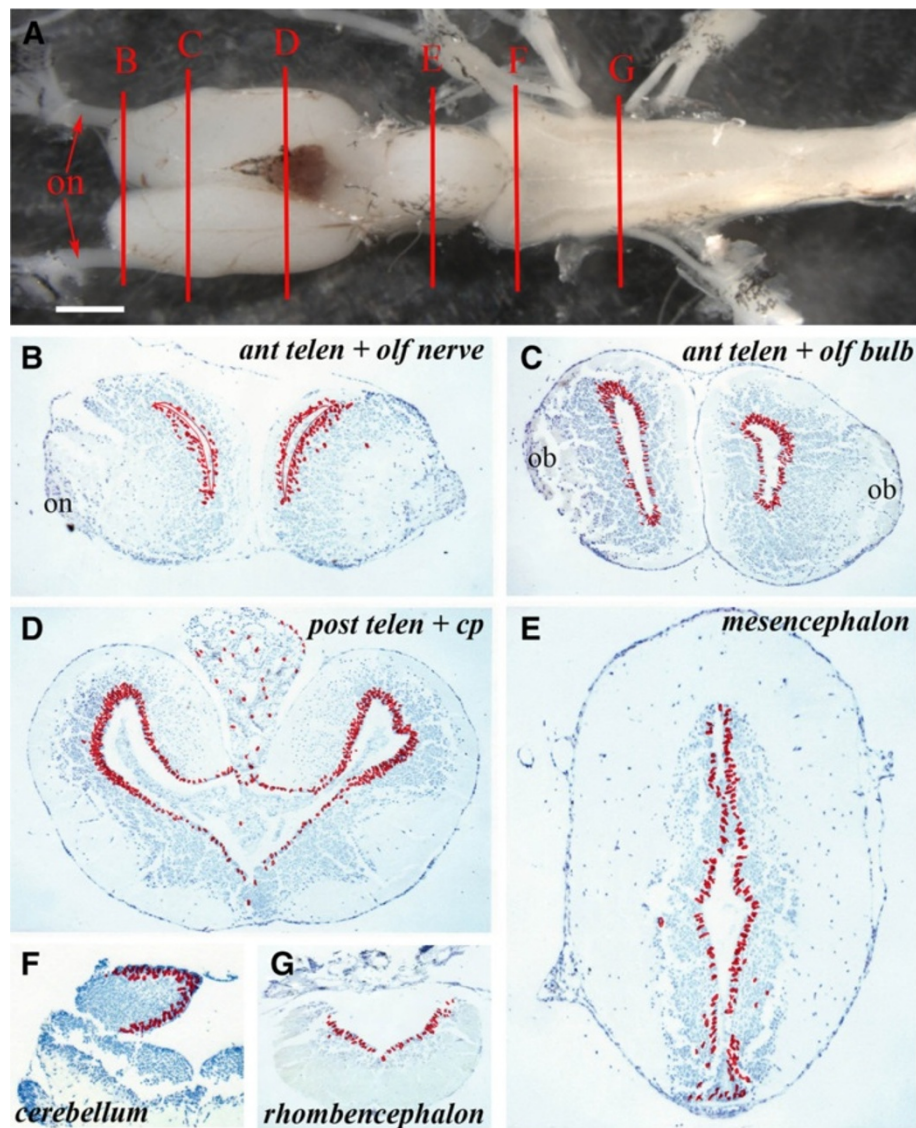 A
B
C
D
E
F
G
on
B
ant telen + olf nerve
on
C
ant telen + olf bulb
ob
ob
D
post telen + cp
E
mesencephalon
F
cerebellum
G
rhombencephalon